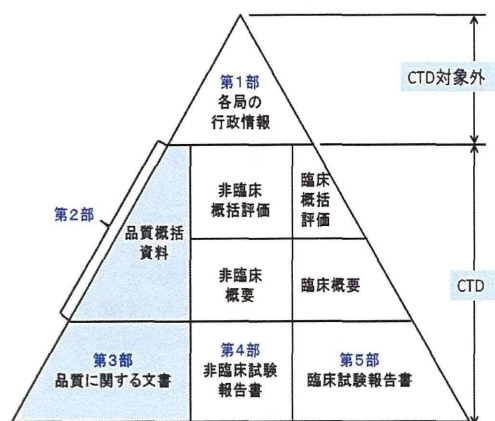 第1部
各局の
行政情報
CTD対象外
第2部
品質概括
資料
非臨床
概括評価
臨床
概括
評価
非臨床
概要
臨床概要
CTD
第3部
品質に関する文書
第4部
非臨床試験
報告書
第5部
臨床試験報告書